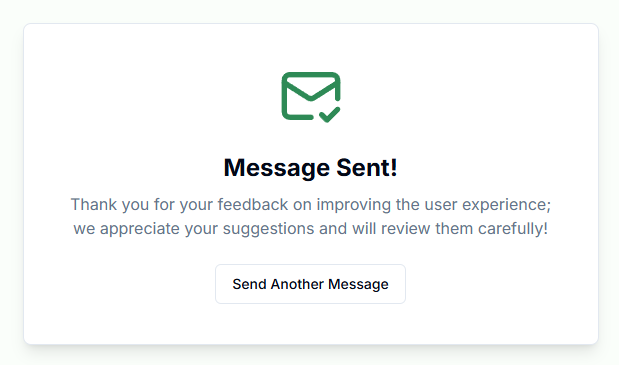 Message Sent!
Thank you for your feedback on improving the user experience;
we appreciate your suggestions and will review them carefully!
Send Another Message